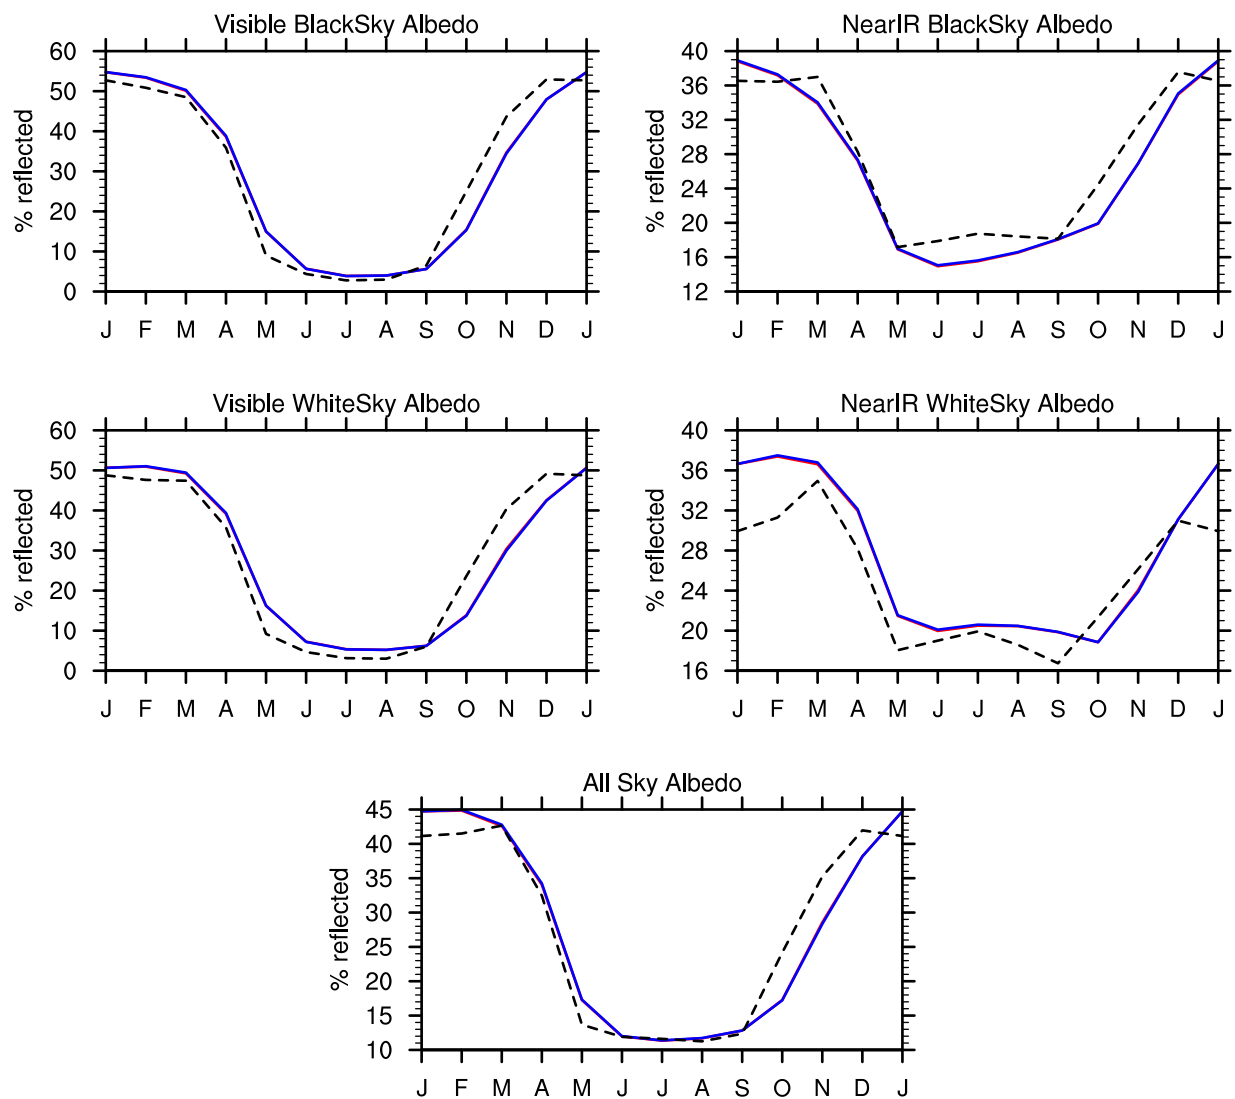 Visible BlackSky Albedo
% reflected
60
50
40
30
20
10
0
J F M A M J J A S O N D J
NearIR BlackSky Albedo
% reflected
40
36
32
28
24
20
16
12
J F M A M J J A S O N D J
Visible WhiteSky Albedo
% reflected
60
50
40
30
20
10
0
J F M A M J J A S O N D J
NearIR WhiteSky Albedo
% reflected
40
36
32
28
24
20
16
J F M A M J J A S O N D J
All Sky Albedo
% reflected
45
40
35
30
25
20
15
10
J F M A M J J A S O N D J